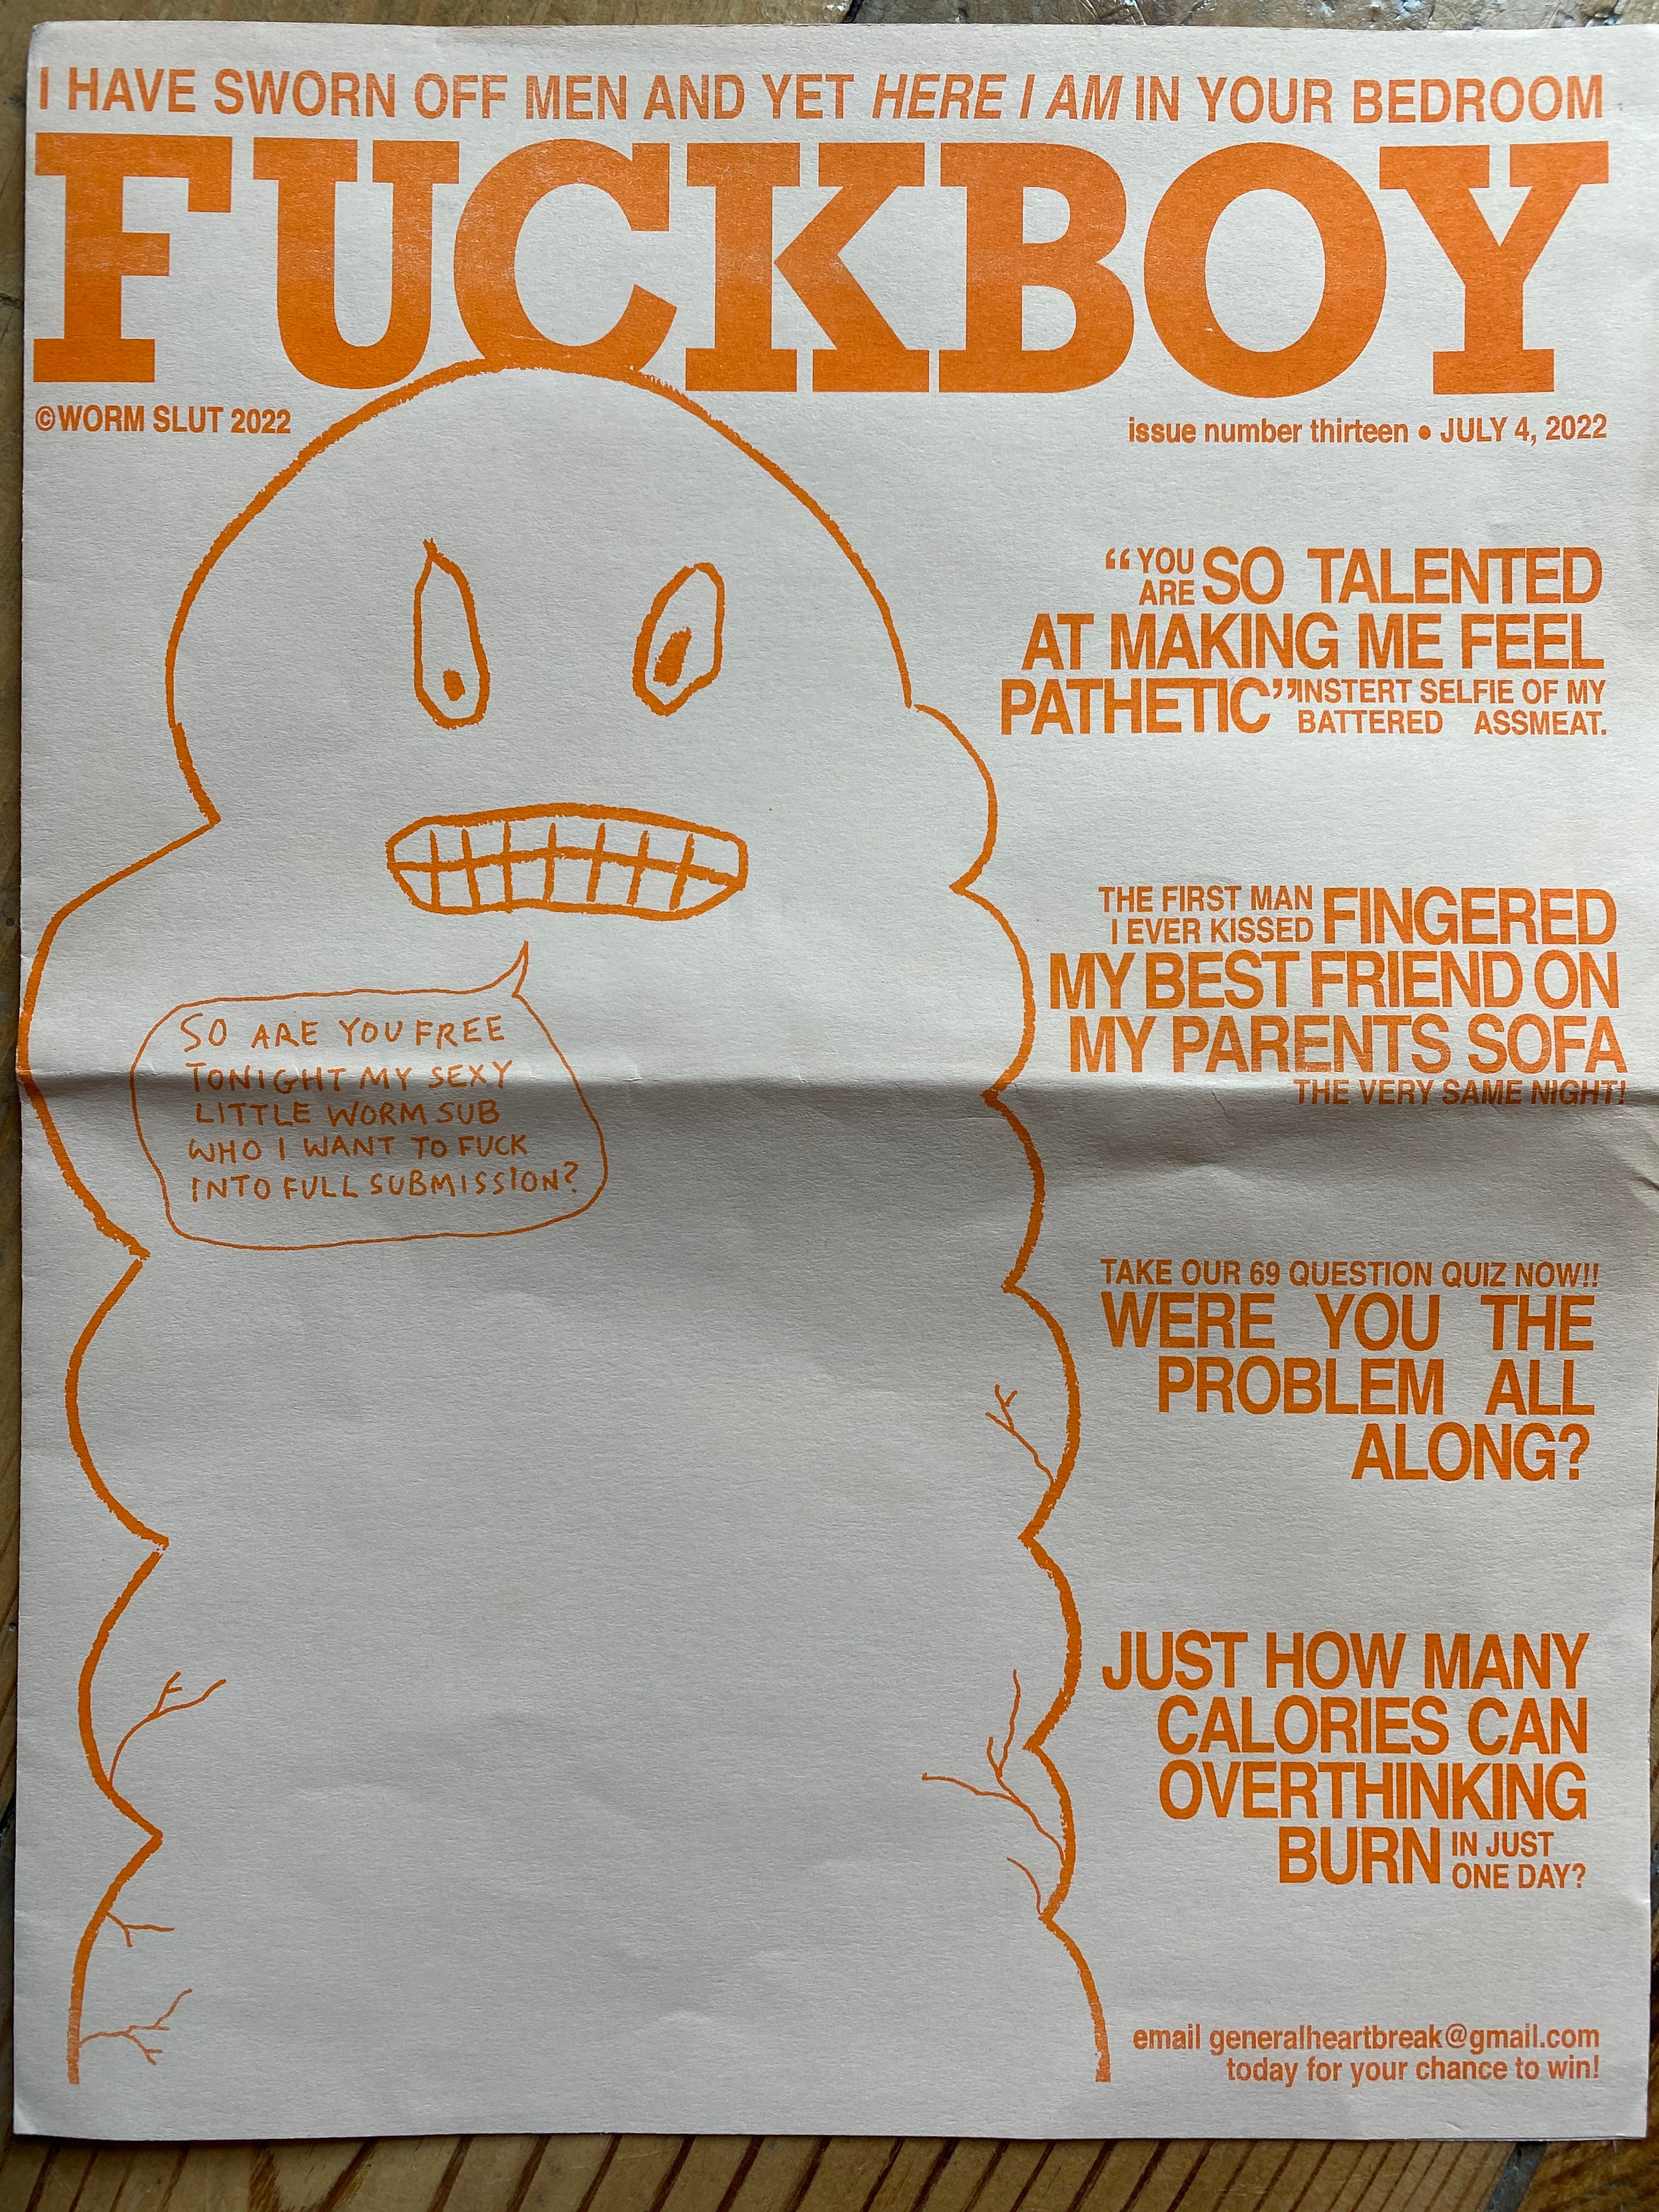 I HAVE SWORN OFF MEN AND YET HERE I AM IN YOUR BEDROOM
FUCKBOY
©WORM SLUT 2022
issue number thirteen • JULY 4, 2022
“YOU ARE SO TALENTED
AT MAKING ME FEEL
PATHETIC” INSTERT SELFIE OF MY
BATTERED ASSMEAT.
THE FIRST MAN
I EVER KISSED FINGERED
MY BEST FRIEND ON
MY PARENTS SOFA
THE VERY SAME NIGHT!
SO ARE YOU FREE
TONIGHT MY SEXY
LITTLE WORM SUB
WHO I WANT TO FUCK
INTO FULL SUBMISSION?
TAKE OUR 69 QUESTION QUIZ NOW!!
WERE YOU THE
PROBLEM ALL
ALONG?
JUST HOW MANY
CALORIES CAN
OVERTHINKING
BURN IN JUST
ONE DAY?
email generalheartbreak@gmail.com
today for your chance to win!